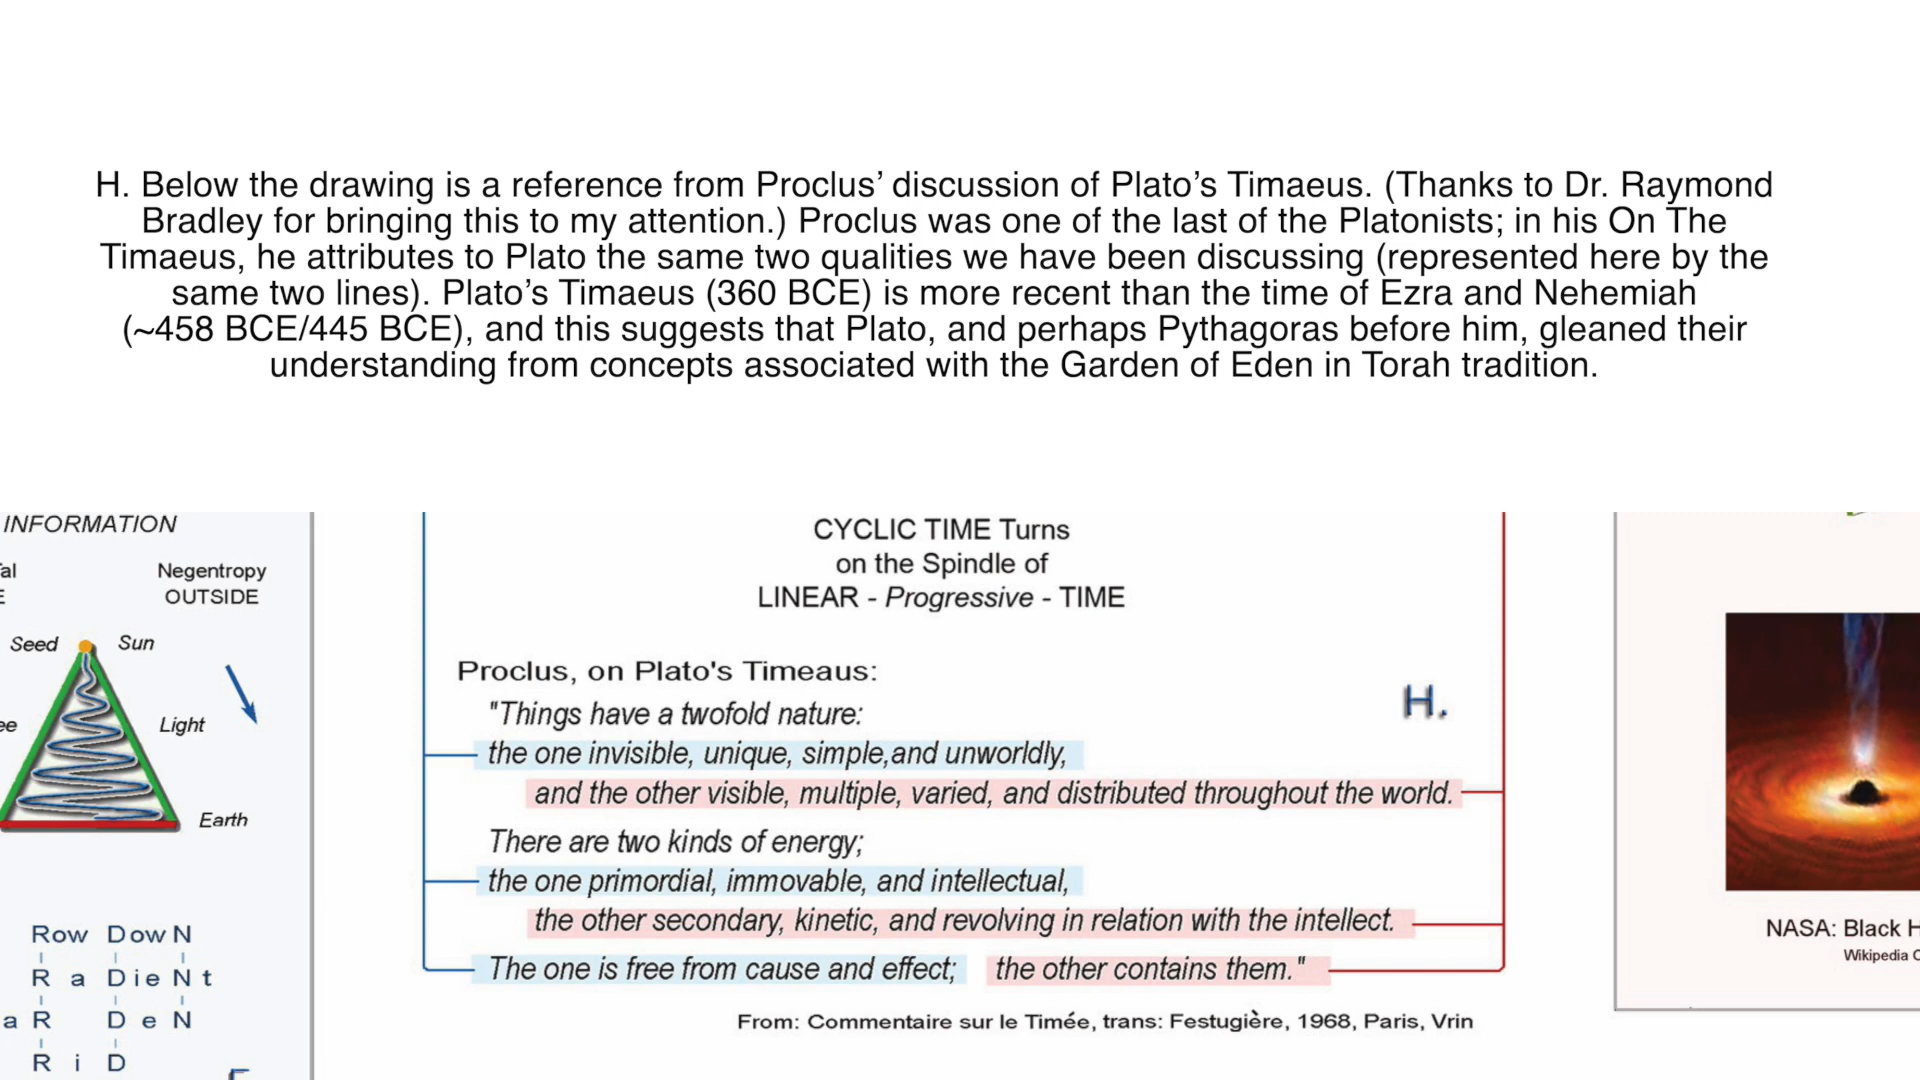 H. Below the drawing is a reference from Proclus’ discussion of Plato’s Timaeus. (Thanks to Dr. Raymond
Bradley for bringing this to my attention.) Proclus was one of the last of the Platonists; in his On The
Timaeus, he attributes to Plato the same two qualities we have been discussing (represented here by the
same two lines). Plato’s Timaeus (360 BCE) is more recent than the time of Ezra and Nehemiah
(~458 BCE/445 BCE), and this suggests that Plato, and perhaps Pythagoras before him, gleaned their
understanding from concepts associated with the Garden of Eden in Torah tradition.
INFORMATION
Negentropy
OUTSIDE
Seed Sun
Light
Earth
Row DowN
R a DieNt
a R D e N
R i D
CYCLIC TIME Turns
on the Spindle of
LINEAR - Progressive - TIME
Proclus, on Plato's Timeaus:
H.
"Things have a twofold nature:
the one invisible, unique, simple,and unworldly,
and the other visible, multiple, varied, and distributed throughout the world.
There are two kinds of energy;
the one primordial, immovable, and intellectual,
the other secondary, kinetic, and revolving in relation with the intellect.
The one is free from cause and effect; the other contains them."
From: Commentaire sur le Timée, trans: Festugière, 1968, Paris, Vrin
NASA: Black
Wikipedia